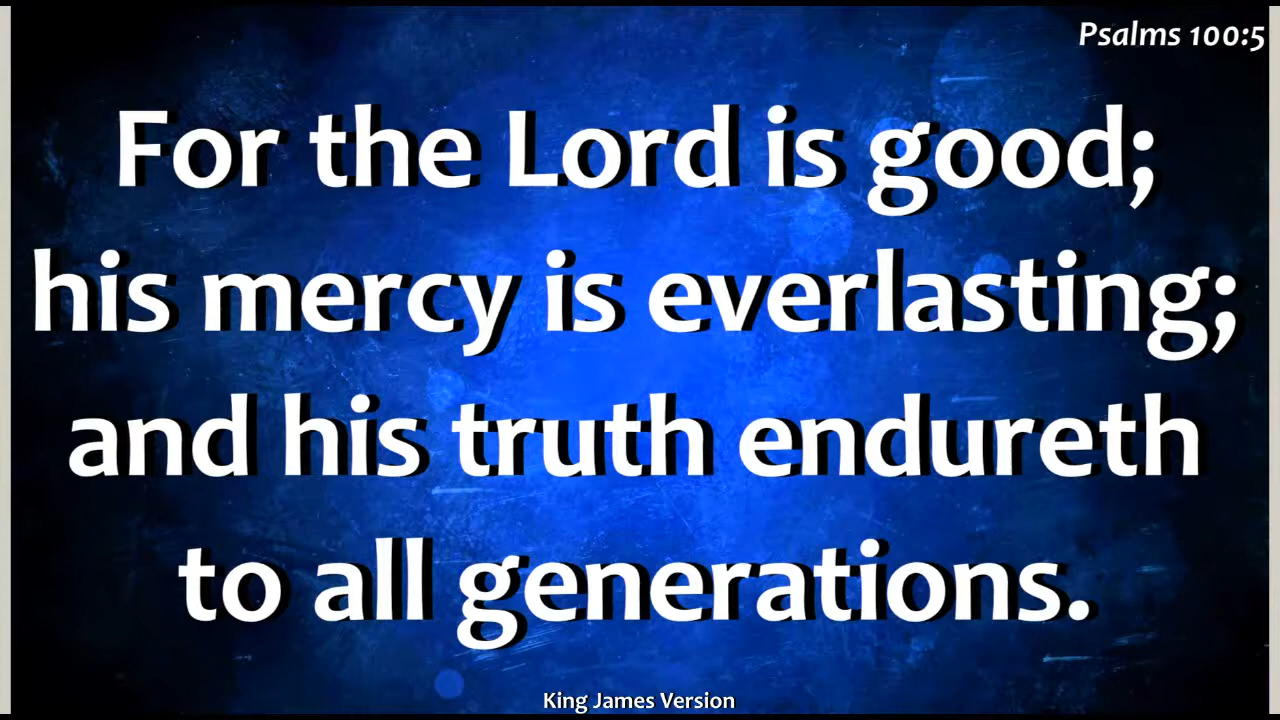 Psalms 100:5
For the Lord is good;
his mercy is everlasting;
and his truth endureth
to all generations.
King James Version